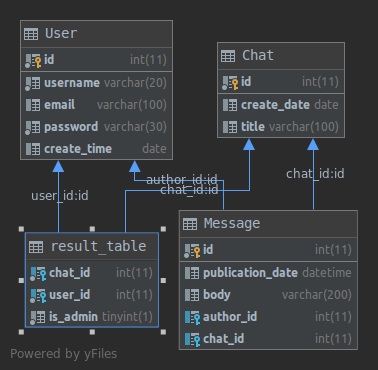 User
id int(11)
username varchar(20)
email varchar(100)
password varchar(30)
create_time date
Chat
id int(11)
create_date date
title varchar(100)
user_id:id
author_id:id
chat_id:id
chat_id:id
result_table
chat_id int(11)
user_id int(11)
is_admin tinyint(1)
Message
id int(11)
publication_date datetime
body varchar(200)
author_id int(11)
chat_id int(11)
Powered by yFiles